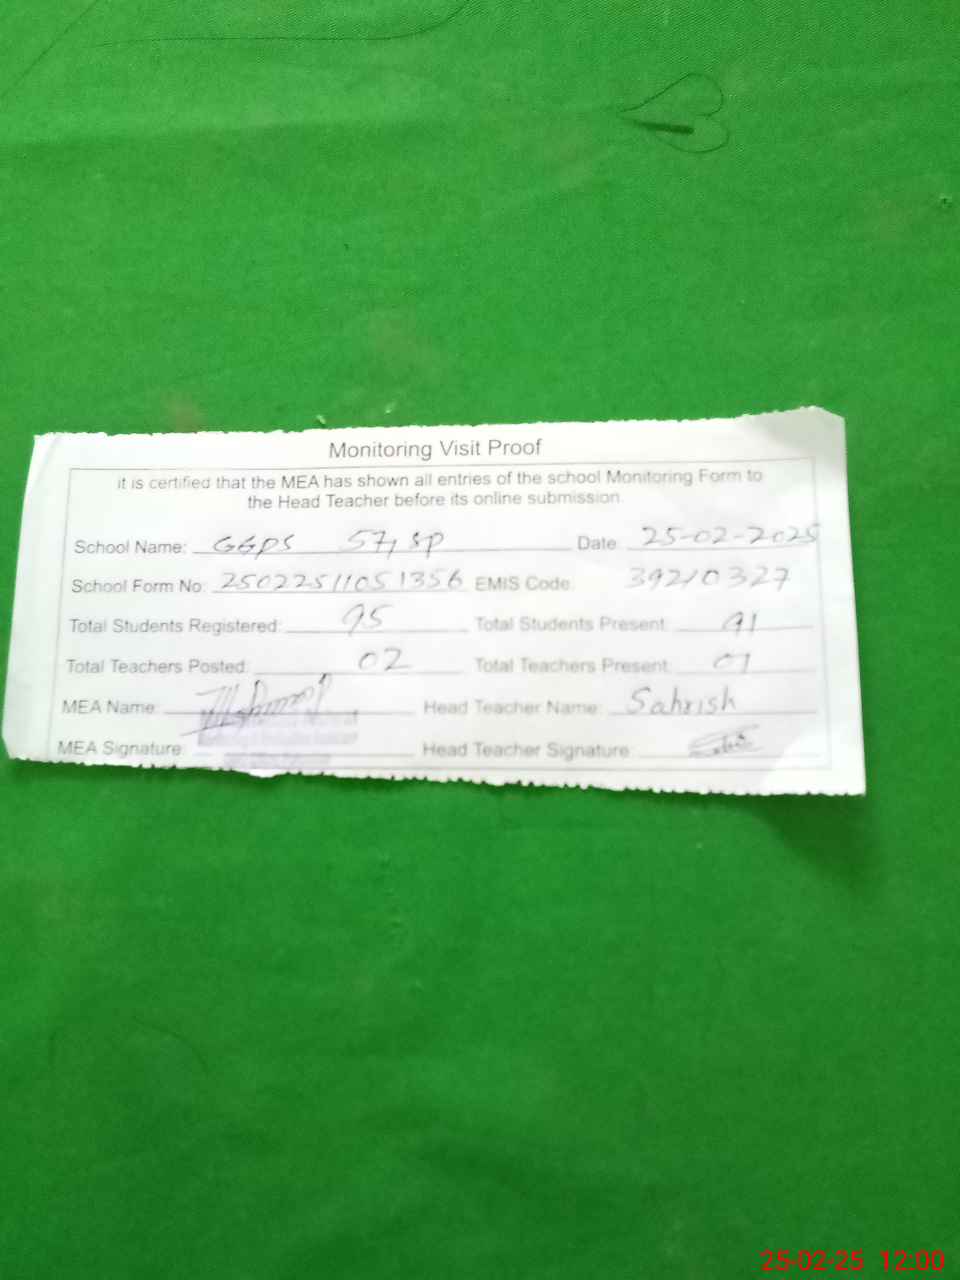 Monitoring Visit Proof
it is certified that the MEA has shown all entries of the school Monitoring Form to
the Head Teacher before its online submission.
School Name: GGPS 57, SP Date: 25-02-2025
School Form No: 25022511051356 EMIS Code: 39210327
Total Students Registered: 95 Total Students Present: 91
Total Teachers Posted: 02 Total Teachers Present: 01
MEA Name: Head Teacher Name: Sahrish
MEA Signature: Head Teacher Signature:
25-02-25 12:00